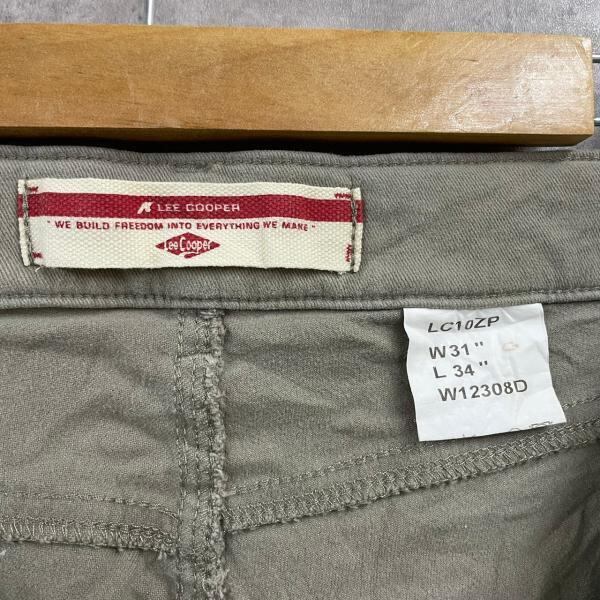 LEE COOPER
" WE BUILD FREEDOM INTO EVERYTHING WE MAKE "
Lee Cooper
LC10ZP
W31"
L 34"
W12308D